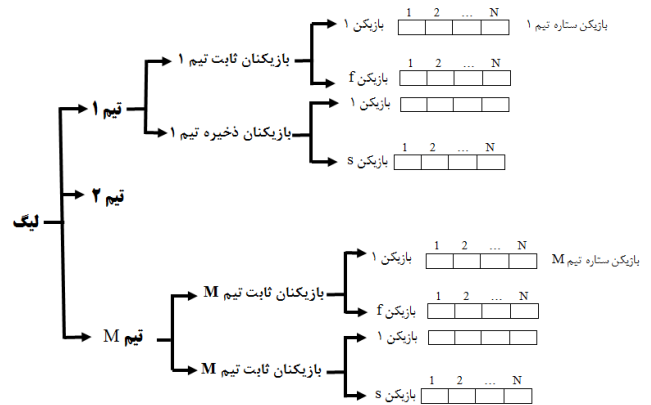 1 2 ... N
بازیکن ۱
بازیکن ستاره تیم ۱
بازیکنان ثابت تیم ۱
1 2 ... N
بازیکن f
تیم ۱
بازیکن ۱
بازیکنان ذخیره تیم ۱
1 2 ... N
بازیکن s
تیم ۲
لیگ
1 2 ... N
بازیکن ۱
بازیکن ستاره تیم M
بازیکنان ثابت تیم M
1 2 ... N
بازیکن f
تیم M
بازیکن ۱
بازیکنان ثابت تیم M
1 2 ... N
بازیکن s